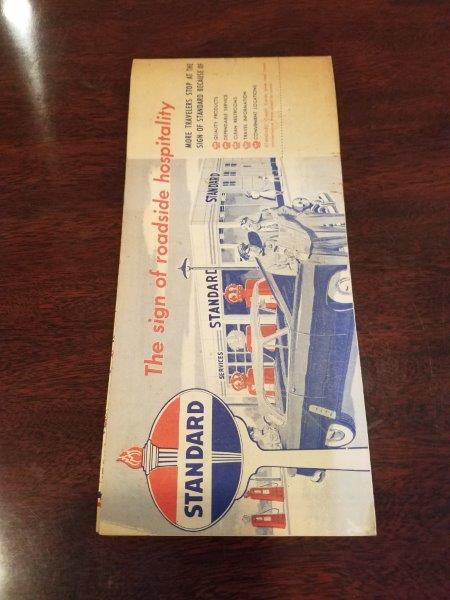 The sign of roadside hospitality
MORE TRAVELERS STOP AT THE
SIGN OF STANDARD BECAUSE OF
QUALITY PRODUCTS
DEPENDABLE SERVICE
CLEAN RESTROOMS
TRAVEL INFORMATION
CONVENIENT LOCATIONS
STANDARD
SERVICES STANDARD
STANDARD